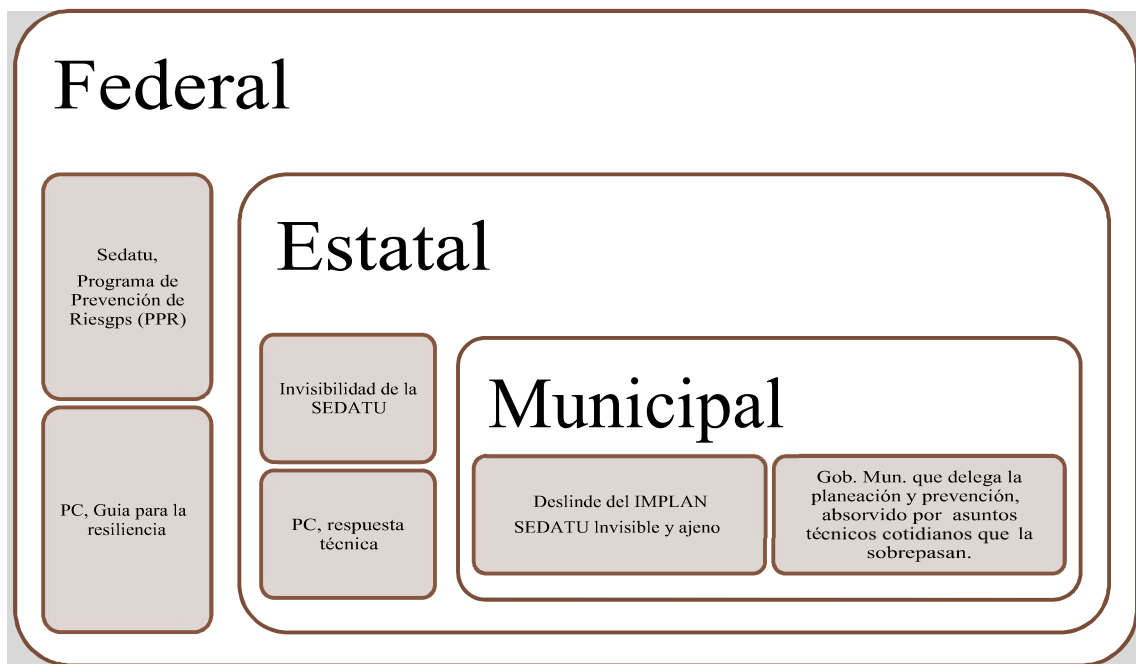 Federal
Sedatu,
Programa de
Prevención de
Riesgps (PPR)
PC, Guia para la
resiliencia
Estatal
Invisibilidad de la
SEDATU
PC, respuesta
técnica
Municipal
Deslinde del IMPLAN
SEDATU lnvisible y ajeno
Gob. Mun. que delega la
planeación y prevención,
absorvido por asuntos
técnicos cotidianos que la
sobrepasan.